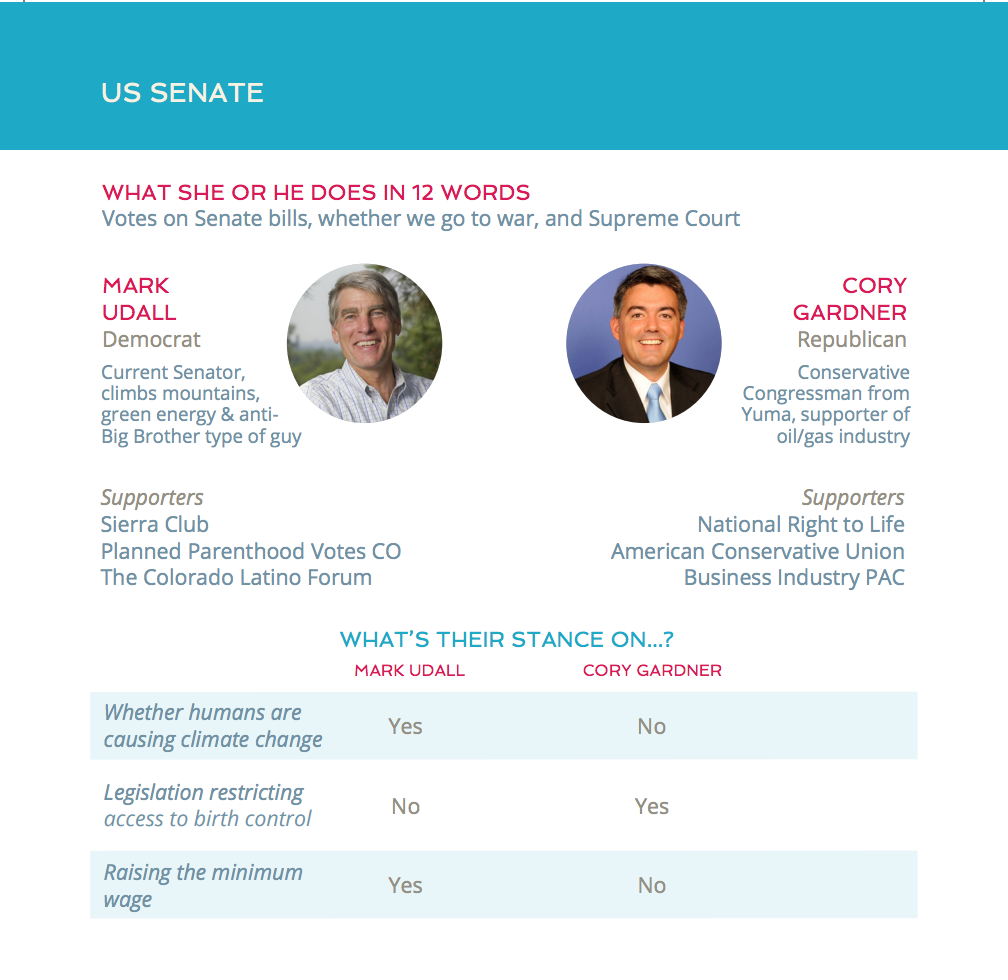 US SENATE
WHAT SHE OR HE DOES IN 12 WORDS
Votes on Senate bills, whether we go to war, and Supreme Court
MARK
UDALL
Democrat
Current Senator,
climbs mountains,
green energy & anti-
Big Brother type of guy
CORY
GARDNER
Republican
Conservative
Congressman from
Yuma, supporter of
oil/gas industry
Supporters
Sierra Club
Planned Parenthood Votes CO
The Colorado Latino Forum
Supporters
National Right to Life
American Conservative Union
Business Industry PAC
WHAT'S THEIR STANCE ON...?
MARK UDALL CORY GARDNER
Whether humans are
causing climate change Yes No
Legislation restricting
access to birth control No Yes
Raising the minimum
wage Yes No